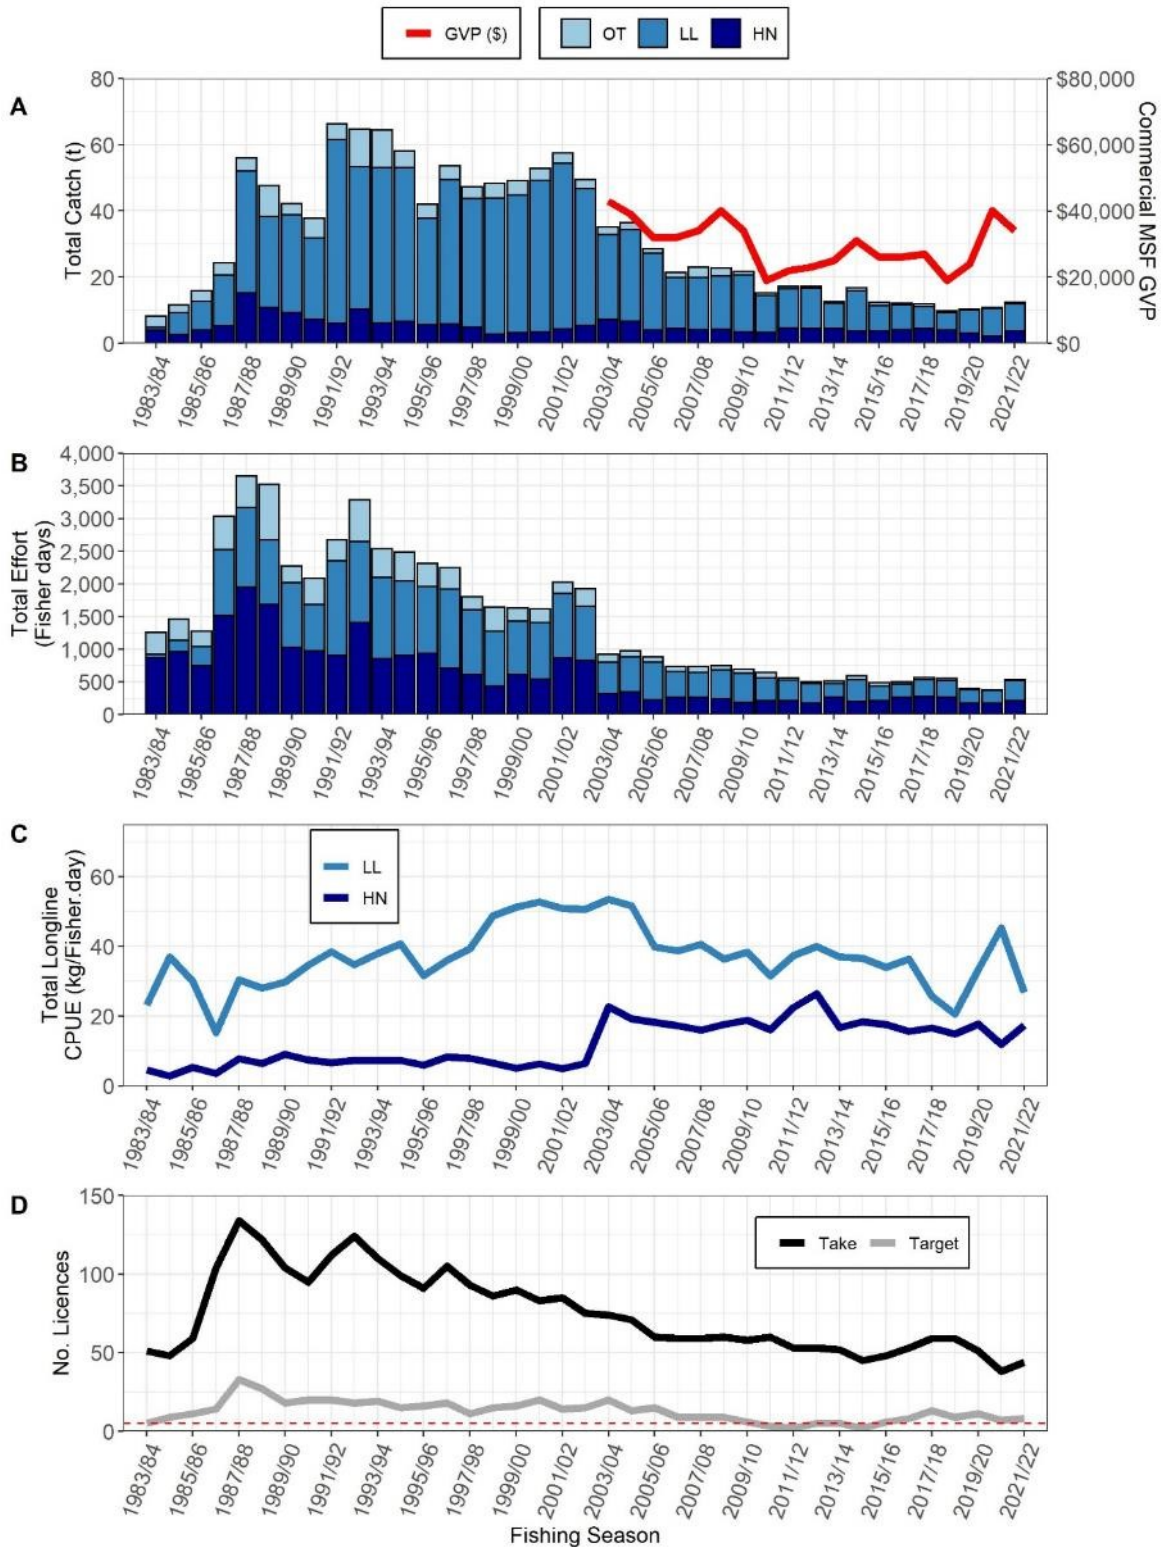 GVP ($) OT LL HN
A
Total Catch (t)
80
60
40
20
0
$80,000
$60,000
$40,000
$20,000
$0
Commercial MSF GVP
1983/84 1985/86 1987/88 1989/90 1991/92 1993/94 1995/96 1997/98 1999/00 2001/02 2003/04 2005/06 2007/08 2009/10 2011/12 2013/14 2015/16 2017/18 2019/20 2021/22
B
Total Effort
(Fisher days)
4,000
3,500
3,000
2,500
2,000
1,500
1,000
500
0
1983/84 1985/86 1987/88 1989/90 1991/92 1993/94 1995/96 1997/98 1999/00 2001/02 2003/04 2005/06 2007/08 2009/10 2011/12 2013/14 2015/16 2017/18 2019/20 2021/22
C
Total Longline
CPUE (kg/Fisher.day)
LL
HN
60
40
20
0
1983/84 1985/86 1987/88 1989/90 1991/92 1993/94 1995/96 1997/98 1999/00 2001/02 2003/04 2005/06 2007/08 2009/10 2011/12 2013/14 2015/16 2017/18 2019/20 2021/22
D
No. Licences
150
100
50
0
Take Target
1983/84 1985/86 1987/88 1989/90 1991/92 1993/94 1995/96 1997/98 1999/00 2001/02 2003/04 2005/06 2007/08 2009/10 2011/12 2013/14 2015/16 2017/18 2019/20 2021/22
Fishing Season